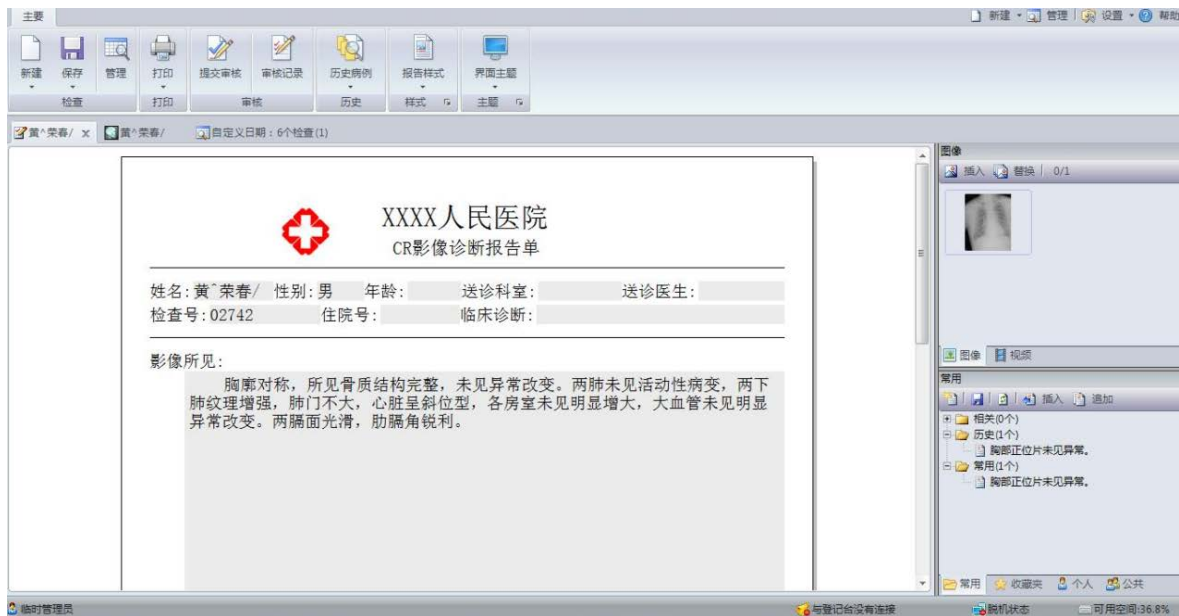 主要 新建 管理 设置 帮助
新建 保存 管理 打印 提交审核 审核记录 历史病例 报告样式 界面主题
检查 打印 审核 历史 样式 主题
黄^荣春/ x 黄^荣春/ 自定义日期：6个检查(1)
XXXX人民医院
CR影像诊断报告单
姓名:黄^荣春/ 性别:男 年龄: 送诊科室: 送诊医生:
检查号:02742 住院号: 临床诊断:
影像所见:
胸廓对称，所见骨质结构完整，未见异常改变。两肺未见活动性病变，两下
肺纹理增强，肺门不大，心脏呈斜位型，各房室未见明显增大，大血管未见明显
异常改变。两膈面光滑，肋膈角锐利。
图像
插入 替换 0/1
图像 视频
常用
插入 追加
相关(0个)
历史(1个)
胸部正位片未见异常。
常用(1个)
胸部正位片未见异常。
常用 收藏夹 个人 公共
临时管理员 与登记台没有连接 脱机状态 可用空间:36.8%